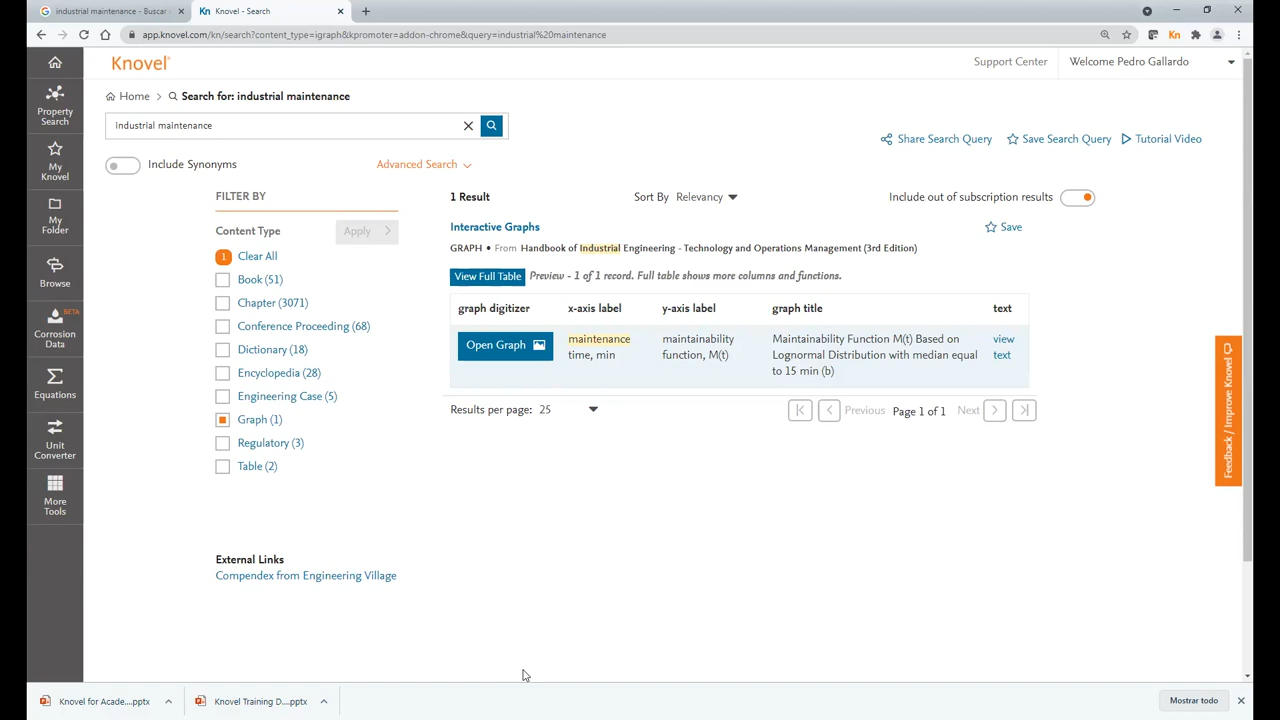 industrial maintenance - Buscar
Knovel - Search
app.knovel.com/kn/search?content_type=igraph&kpromoter=addon-chrome&query=industrial%20maintenance
Kn
Knovel
Support Center
Welcome Pedro Gallardo
Home > Search for: industrial maintenance
industrial maintenance
Share Search Query
Save Search Query
Tutorial Video
Include Synonyms
Advanced Search
Property
Search
My
Knovel
My
Folder
Browse
BETA
Corrosion
Data
Equations
Unit
Converter
More
Tools
FILTER BY
Content Type
Apply
1 Clear All
Book (51)
Chapter (3071)
Conference Proceeding (68)
Dictionary (18)
Encyclopedia (28)
Engineering Case (5)
Graph (1)
Regulatory (3)
Table (2)
External Links
Compendex from Engineering Village
1 Result
Sort By Relevancy
Include out of subscription results
Interactive Graphs
Save
GRAPH • From Handbook of Industrial Engineering - Technology and Operations Management (3rd Edition)
View Full Table Preview - 1 of 1 record. Full table shows more columns and functions.
graph digitizer x-axis label y-axis label graph title text
Open Graph
maintenance
time, min
maintainability
function, M(t)
Maintainability Function M(t) Based on
Lognormal Distribution with median equal
to 15 min (b)
view
text
Results per page: 25
Previous Page 1 of 1 Next
Feedback / Improve Knovel
Knovel for Acade....pptx
Knovel Training D....pptx
Mostrar todo